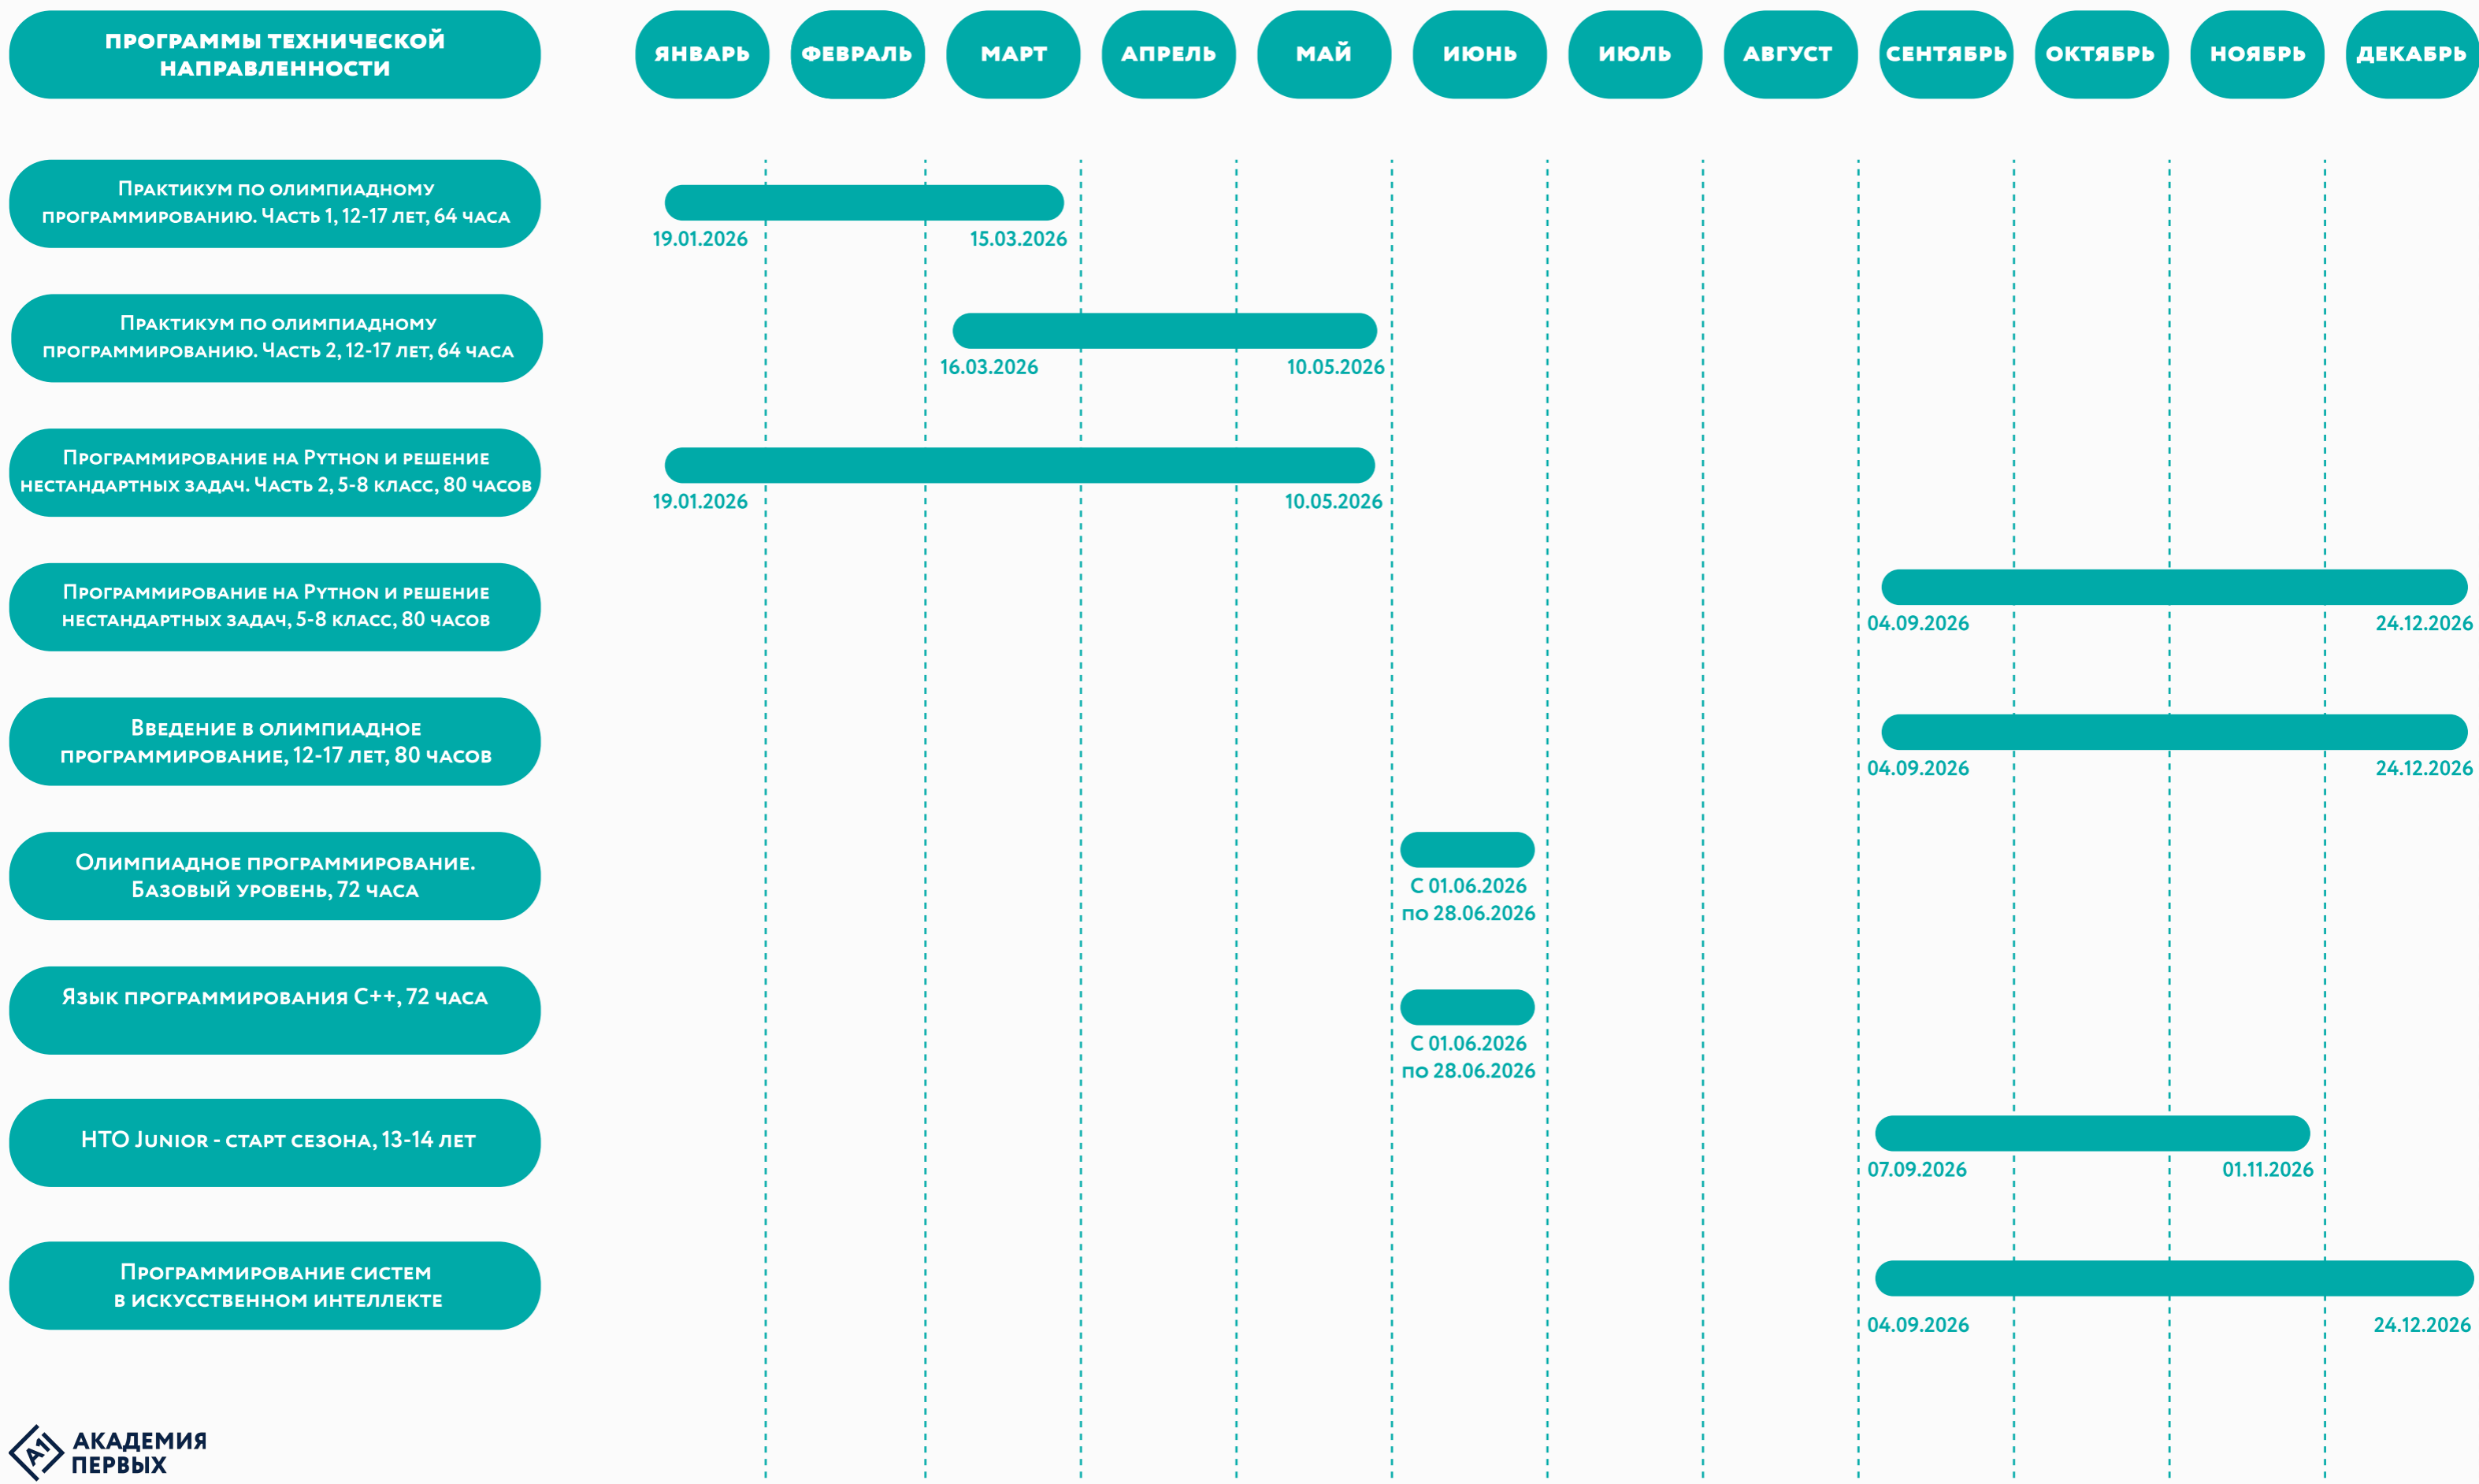 ПРОГРАММЫ ТЕХНИЧЕСКОЙ
НАПРАВЛЕННОСТИ
ЯНВАРЬ
ФЕВРАЛЬ
МАРТ
АПРЕЛЬ
МАЙ
ИЮНЬ
ИЮЛЬ
АВГУСТ
СЕНТЯБРЬ
ОКТЯБРЬ
НОЯБРЬ
ДЕКАБРЬ
Практикум по олимпиадному
программированию. Часть 1, 12-17 лет, 64 часа
19.01.2026
15.03.2026
Практикум по олимпиадному
программированию. Часть 2, 12-17 лет, 64 часа
16.03.2026
10.05.2026
Программирование на Python и решение
нестандартных задач. Часть 2, 5-8 класс, 80 часов
19.01.2026
10.05.2026
Программирование на Python и решение
нестандартных задач, 5-8 класс, 80 часов
04.09.2026
24.12.2026
Введение в олимпиадное
программирование, 12-17 лет, 80 часов
04.09.2026
24.12.2026
Олимпиадное программирование.
Базовый уровень, 72 часа
С 01.06.2026
по 28.06.2026
Язык программирования C++, 72 часа
С 01.06.2026
по 28.06.2026
НТО Junior - старт сезона, 13-14 лет
07.09.2026
01.11.2026
Программирование систем
в искусственном интеллекте
04.09.2026
24.12.2026
А1
АКАДЕМИЯ
ПЕРВЫХ